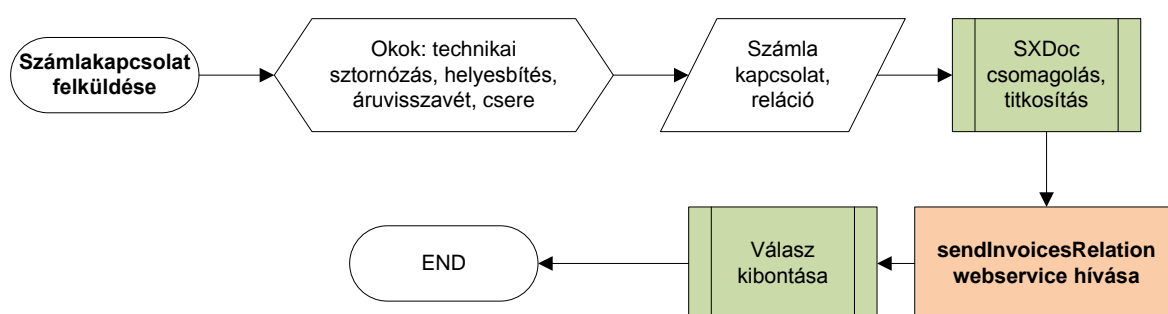 Számlakapcsolat
felküldése
Okok: technikai
sztornózás, helyesbítés,
áruvisszavét, csere
Számla
kapcsolat,
reláció
SXDoc
csomagolás,
titkosítás
sendInvoicesRelation
webservice hívása
Válasz
kibontása
END